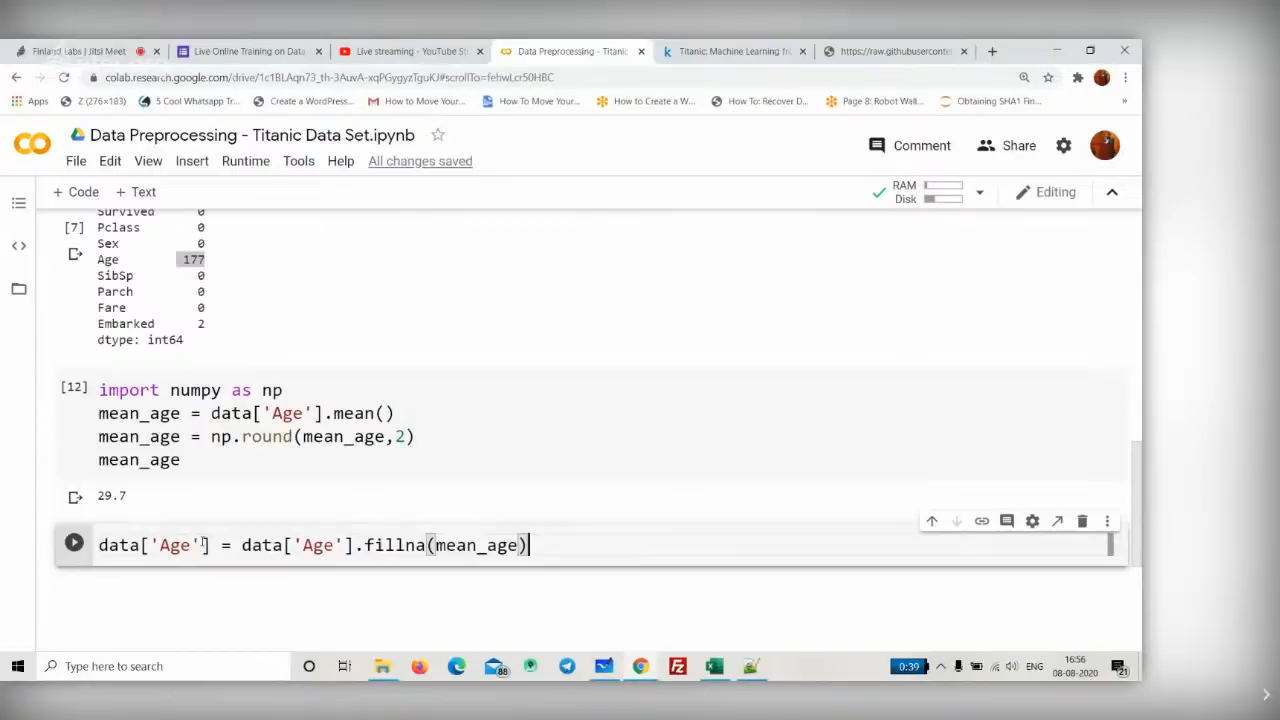 Finland Labs | Jitsi Meet
Live Online Training on Data
Live streaming - YouTube St
Data Preprocessing - Titanic
Titanic: Machine Learning from
https://raw.githubuserconte
colab.research.google.com/drive/1c1BLAqn73_th-3AuvA-xqPGygyzTguKJ#scrollTo=fehwLcr50HBC
Apps
Z (276×183)
5 Cool Whatsapp Tr...
Create a WordPress...
How to Move Your...
How To Move Your...
How to Create a W...
How To: Recover D...
Page 8: Robot Wall...
Obtaining SHA1 Fin...
»
Data Preprocessing - Titanic Data Set.ipynb
Comment
Share
File Edit View Insert Runtime Tools Help All changes saved
+ Code + Text
RAM
Disk
Editing
Survived 0
[7] Pclass 0
Sex 0
Age 177
SibSp 0
Parch 0
Fare 0
Embarked 2
dtype: int64
[12] import numpy as np
mean_age = data['Age'].mean()
mean_age = np.round(mean_age,2)
mean_age
29.7
data['Age'] = data['Age'].fillna(mean_age)
Type here to search
88
0:39
ENG
16:56
08-08-2020
21